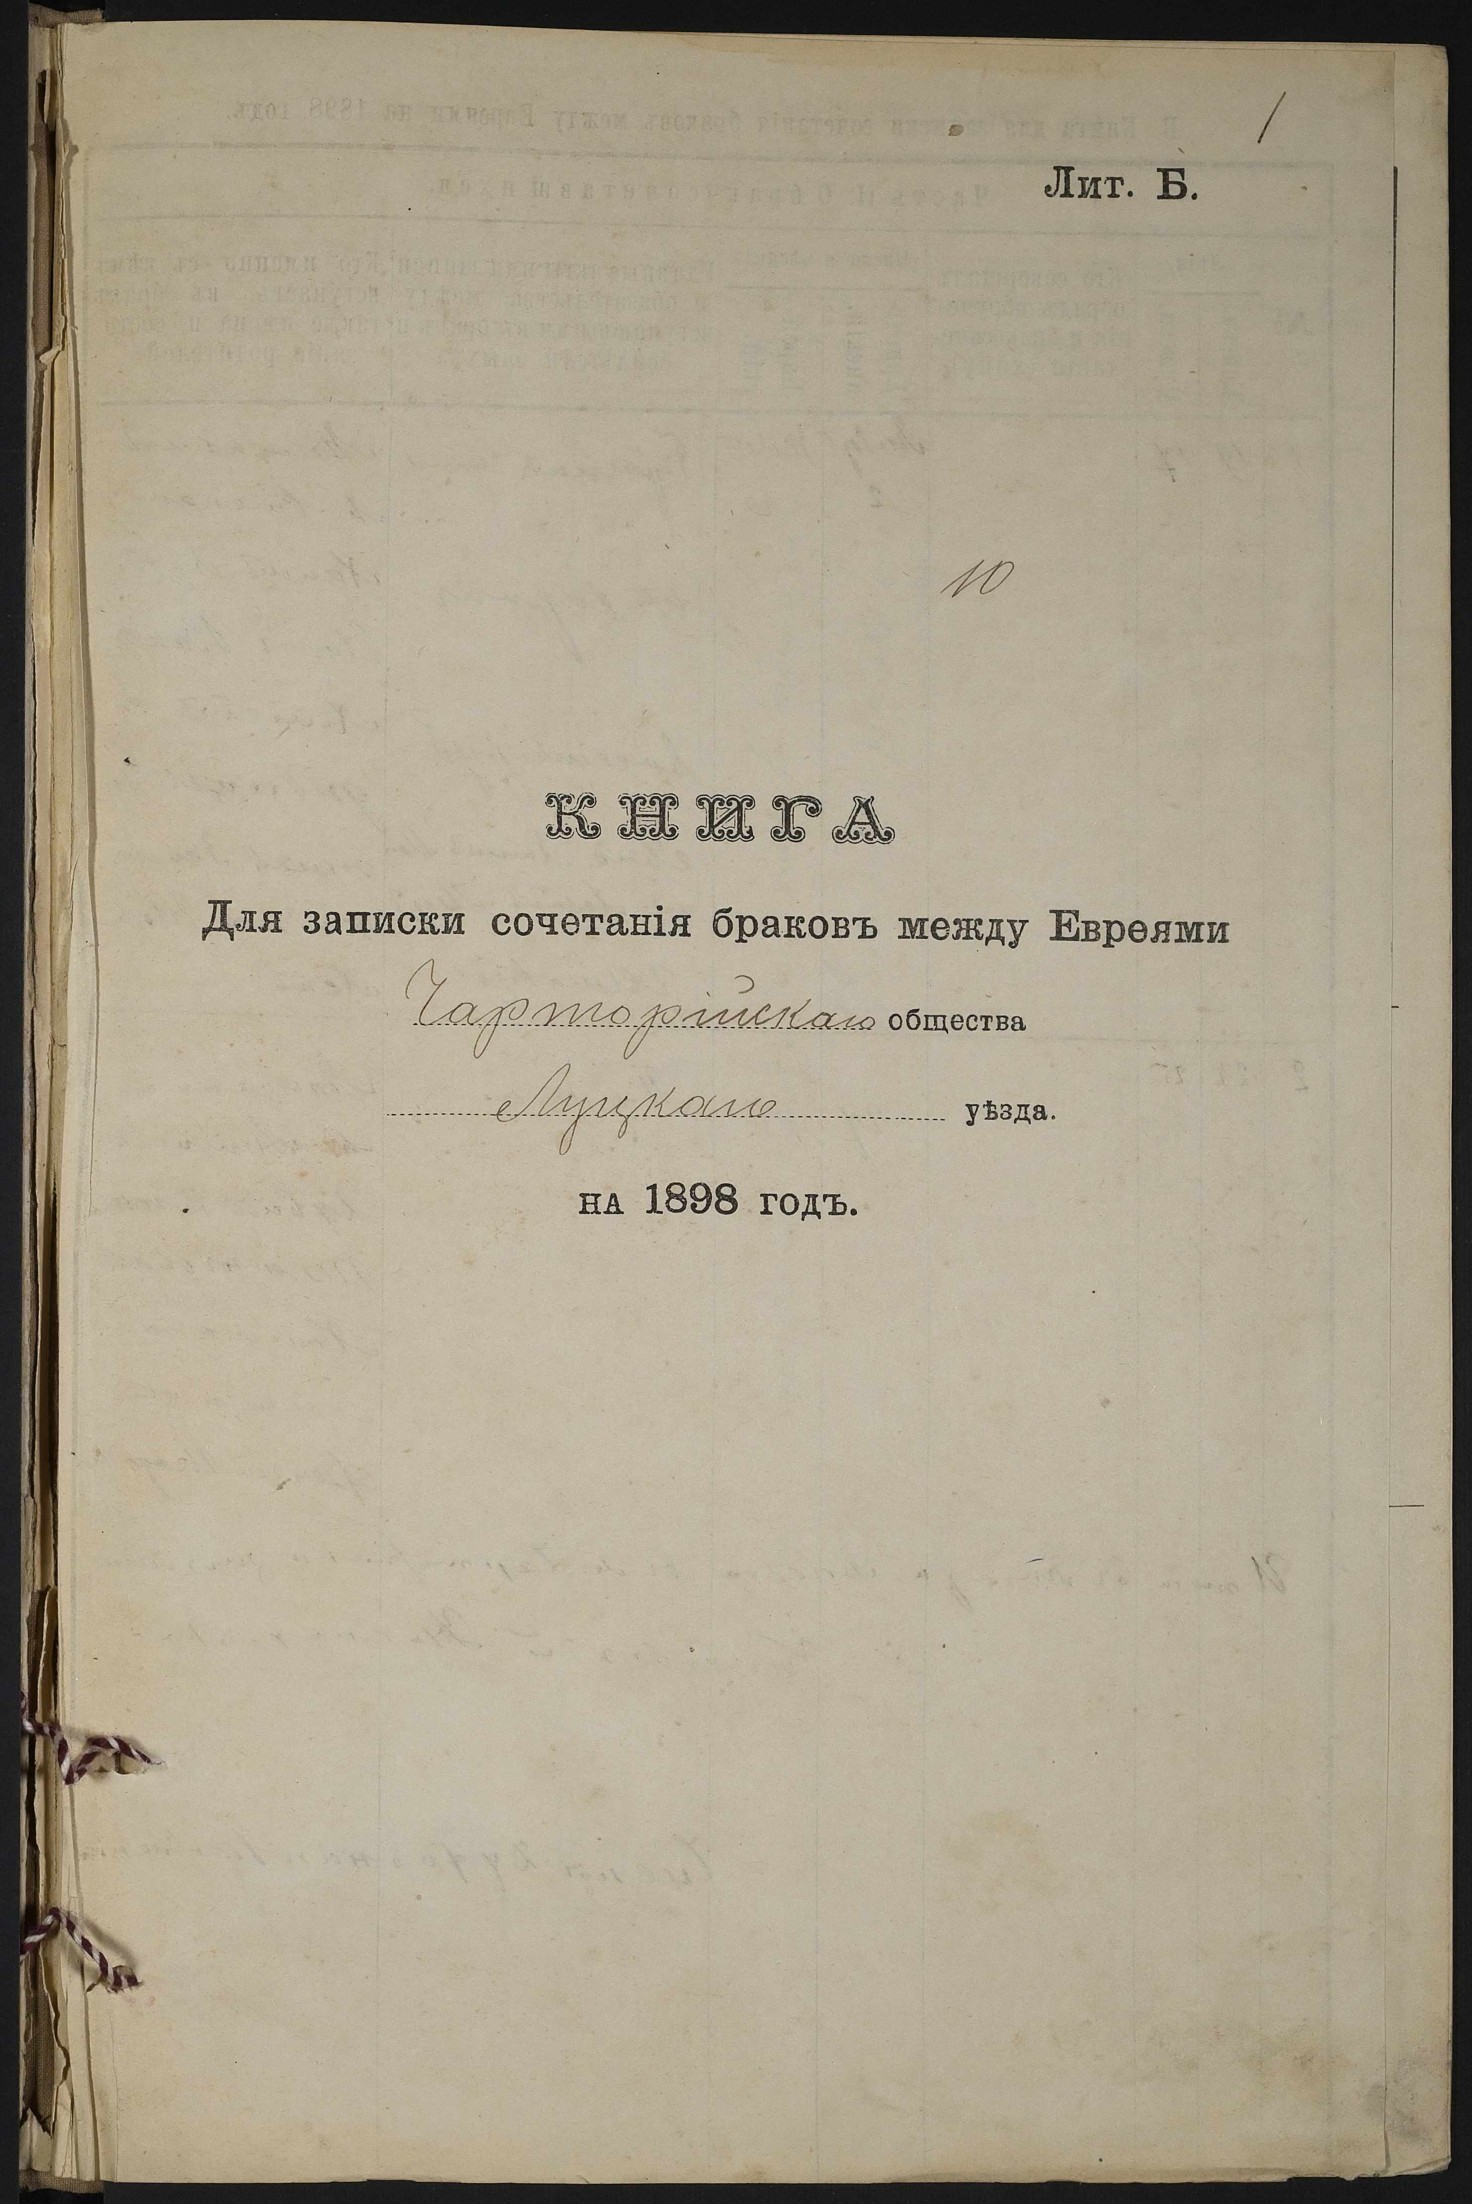 1
Лит. Б.
10
КНИГА
Для записки сочетанія браковъ между Евреями
Чарторійскаго общества
Луцкаго уѣзда.
на 1898 годъ.